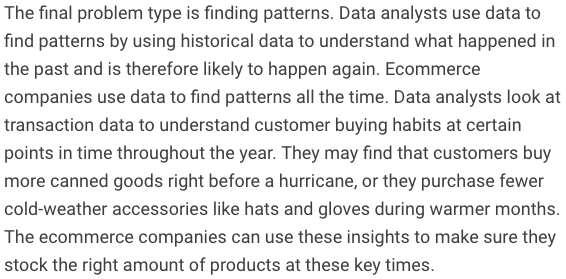 The final problem type is finding patterns. Data analysts use data to
find patterns by using historical data to understand what happened in
the past and is therefore likely to happen again. Ecommerce
companies use data to find patterns all the time. Data analysts look at
transaction data to understand customer buying habits at certain
points in time throughout the year. They may find that customers buy
more canned goods right before a hurricane, or they purchase fewer
cold-weather accessories like hats and gloves during warmer months.
The ecommerce companies can use these insights to make sure they
stock the right amount of products at these key times.